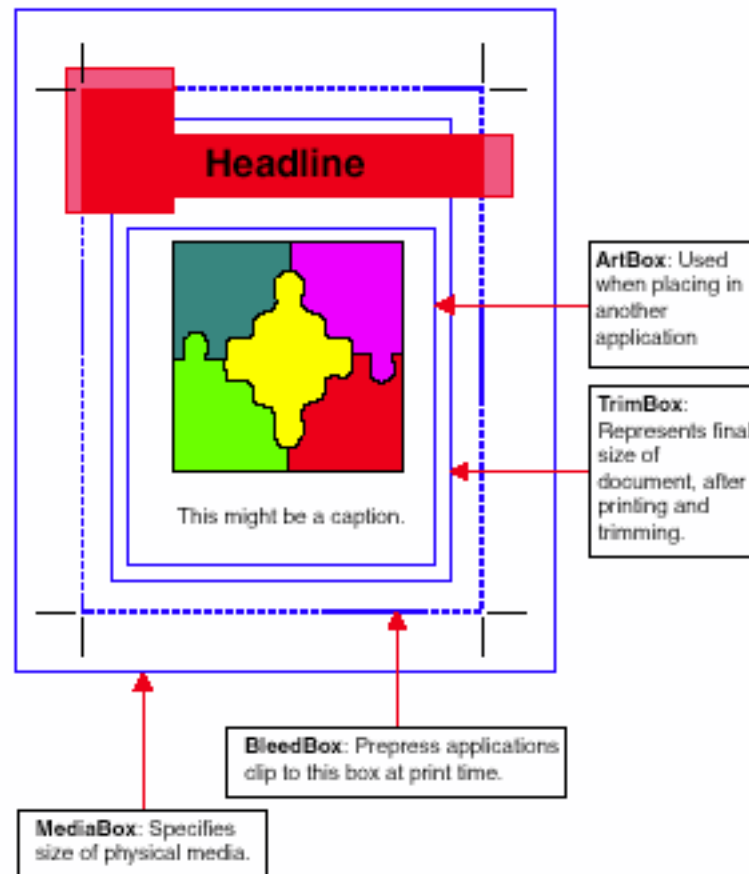 Headline
ArtBox: Used
when placing in
another
application
TrimBox:
Represents final
size of
document, after
printing and
trimming.
This might be a caption.
BleedBox: Prepress applications
clip to this box at print time.
MediaBox: Specifies
size of physical media.